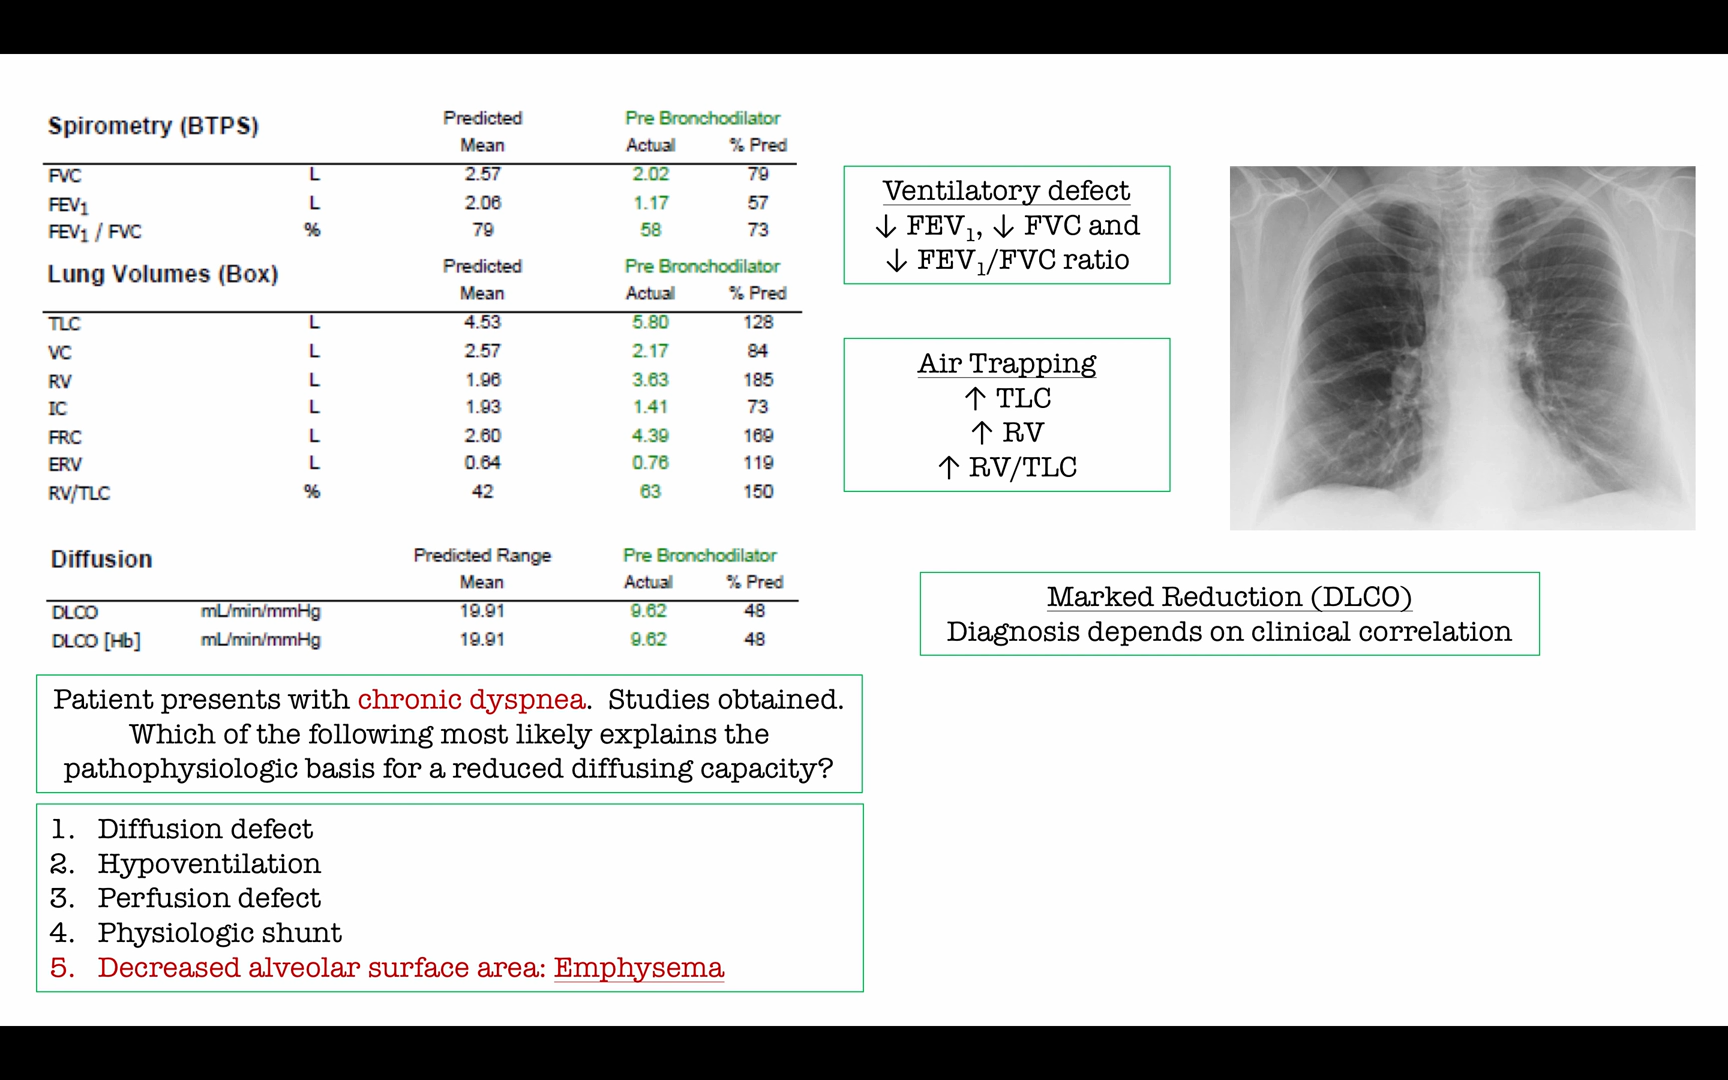 Spirometry (BTPS) Predicted Pre Bronchodilator
Mean Actual % Pred
FVC L 2.57 2.02 79
FEV₁ L 2.06 1.17 57
FEV₁ / FVC % 79 58 73
Lung Volumes (Box) Predicted Pre Bronchodilator
Mean Actual % Pred
TLC L 4.53 5.80 128
VC L 2.57 2.17 84
RV L 1.96 3.63 185
IC L 1.93 1.41 73
FRC L 2.60 4.39 169
ERV L 0.64 0.76 119
RV/TLC % 42 63 150
Diffusion Predicted Range Pre Bronchodilator
Mean Actual % Pred
DLCO mL/min/mmHg 19.91 9.62 48
DLCO [Hb] mL/min/mmHg 19.91 9.62 48
Ventilatory defect
↓ FEV₁, ↓ FVC and
↓ FEV₁/FVC ratio
Air Trapping
↑ TLC
↑ RV
↑ RV/TLC
Marked Reduction (DLCO)
Diagnosis depends on clinical correlation
Patient presents with chronic dyspnea. Studies obtained.
Which of the following most likely explains the
pathophysiologic basis for a reduced diffusing capacity?
1. Diffusion defect
2. Hypoventilation
3. Perfusion defect
4. Physiologic shunt
5. Decreased alveolar surface area: Emphysema